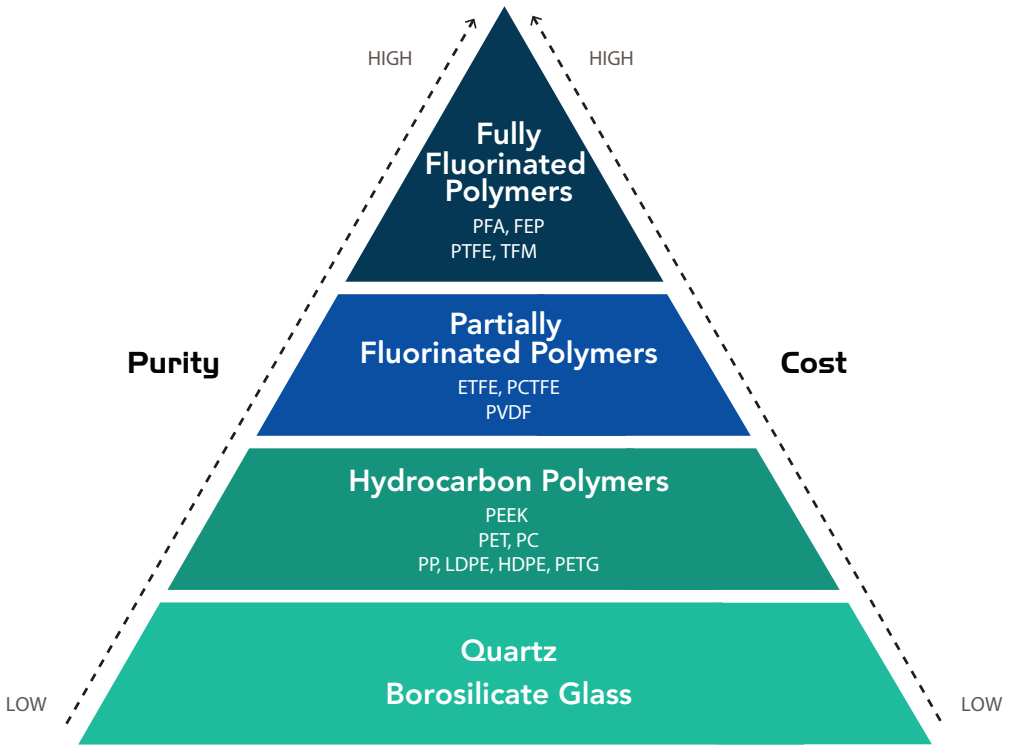 HIGH
HIGH
Fully
Fluorinated
Polymers
PFA, FEP
PTFE, TFM
Partially
Fluorinated Polymers
ETFE, PCTFE
PVDF
Purity
Cost
Hydrocarbon Polymers
PEEK
PET, PC
PP, LDPE, HDPE, PETG
Quartz
Borosilicate Glass
LOW
LOW